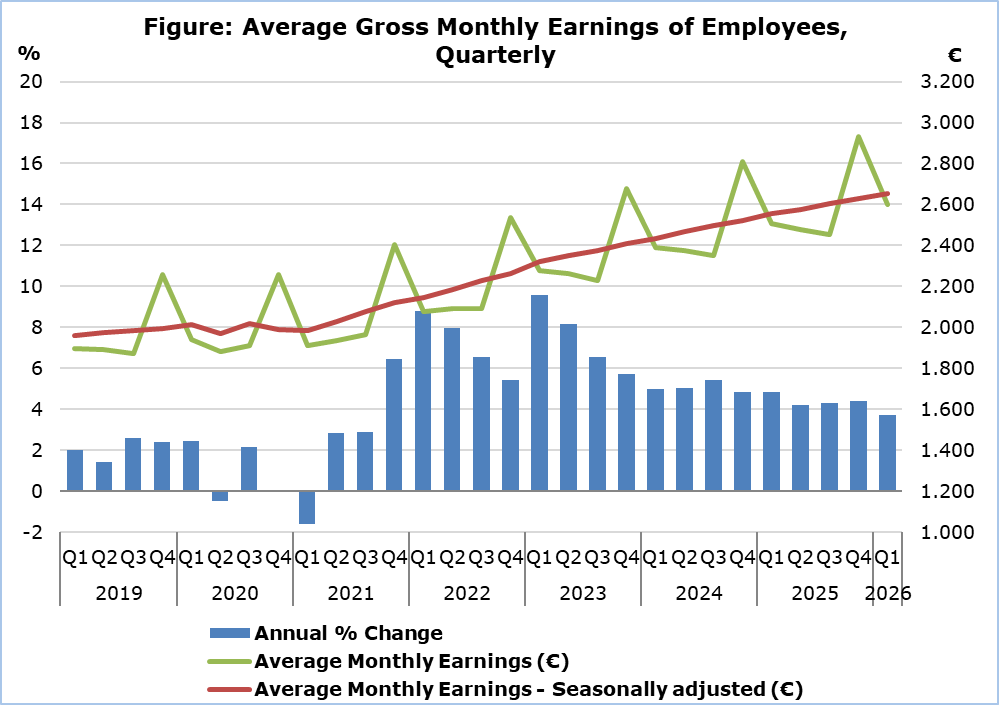 Figure: Average Gross Monthly Earnings of Employees,
Quarterly
% €
20 3.200
18 3.000
16 2.800
14 2.600
12 2.400
10 2.200
8 2.000
6 1.800
4 1.600
2 1.400
0 1.200
-2 1.000
Q1 Q2 Q3 Q4 Q1 Q2 Q3 Q4 Q1 Q2 Q3 Q4 Q1 Q2 Q3 Q4 Q1 Q2 Q3 Q4 Q1 Q2 Q3 Q4 Q1 Q2 Q3 Q4 Q1
2019 2020 2021 2022 2023 2024 2025 2026
Annual % Change
Average Monthly Earnings (€)
Average Monthly Earnings - Seasonally adjusted (€)